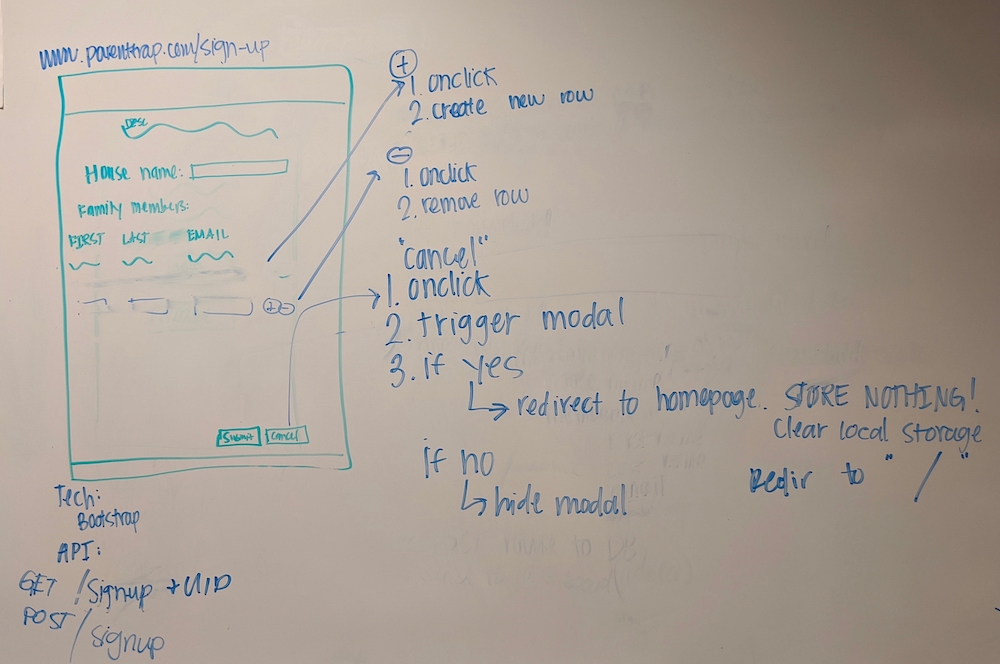 www.parenttrap.com/sign-up
DESC
House name:
Family members:
FIRST LAST EMAIL
+ -
Submit Cancel
Tech:
Bootstrap
API:
GET /signup + UID
POST /signup
+
1. onclick
2. create new row
-
1. onclick
2. remove row
"cancel"
1. onclick
2. trigger modal
3. if yes
redirect to homepage. STORE NOTHING!
Clear local storage
Redir to "/"
If no
hide modal